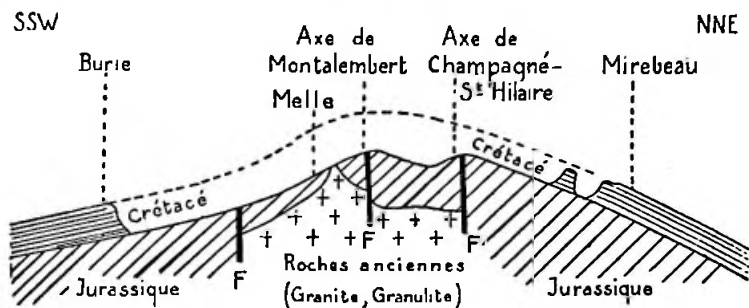 SSW
NNE
Burie
Axe de
Montalembert
Melle
Axe de
Champagné-
St Hilaire
Mirebeau
Crétacé
Crétacé
F
F
F
Jurassique
Roches anciennes
(Granite, Granulite)
Jurassique